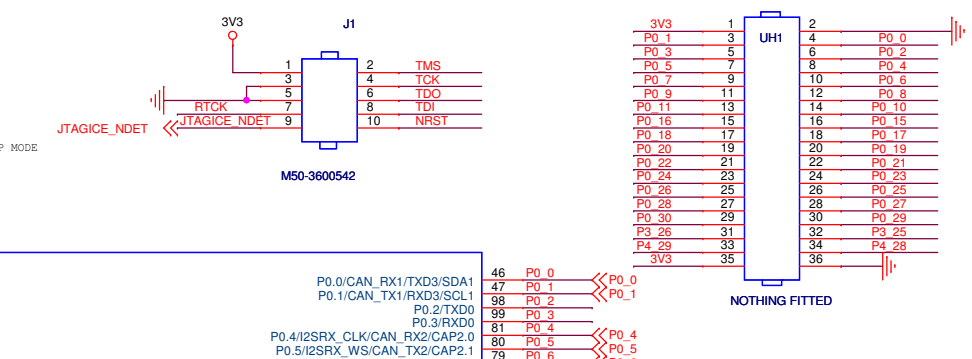 J1
3V3
1 2 TMS
3 4 TCK
5 6 TDO
RTCK 7 8 TDI
JTAGICE_NDET JTAGICE_NDET 9 10 NRST
M50-3600542
P MODE
UH1
3V3 1 2
P0_1 3 4 P0_0
P0_3 5 6 P0_2
P0_5 7 8 P0_4
P0_7 9 10 P0_6
P0_9 11 12 P0_8
P0_11 13 14 P0_10
P0_16 15 16 P0_15
P0_18 17 18 P0_17
P0_20 19 20 P0_19
P0_22 21 22 P0_21
P0_24 23 24 P0_23
P0_26 25 26 P0_25
P0_28 27 28 P0_27
P0_30 29 30 P0_29
P3_26 31 32 P3_25
P4_29 33 34 P4_28
3V3 35 36
NOTHING FITTED
P0.0/CAN_RX1/TXD3/SDA1 46 P0_0 P0_0
P0.1/CAN_TX1/RXD3/SCL1 47 P0_1 P0_1
P0.2/TXD0 98 P0_2
P0.3/RXD0 99 P0_3
P0.4/I2SRX_CLK/CAN_RX2/CAP2.0 81 P0_4 P0_4
P0.5/I2SRX_WS/CAN_TX2/CAP2.1 80 P0_5 P0_5
79 P0_6